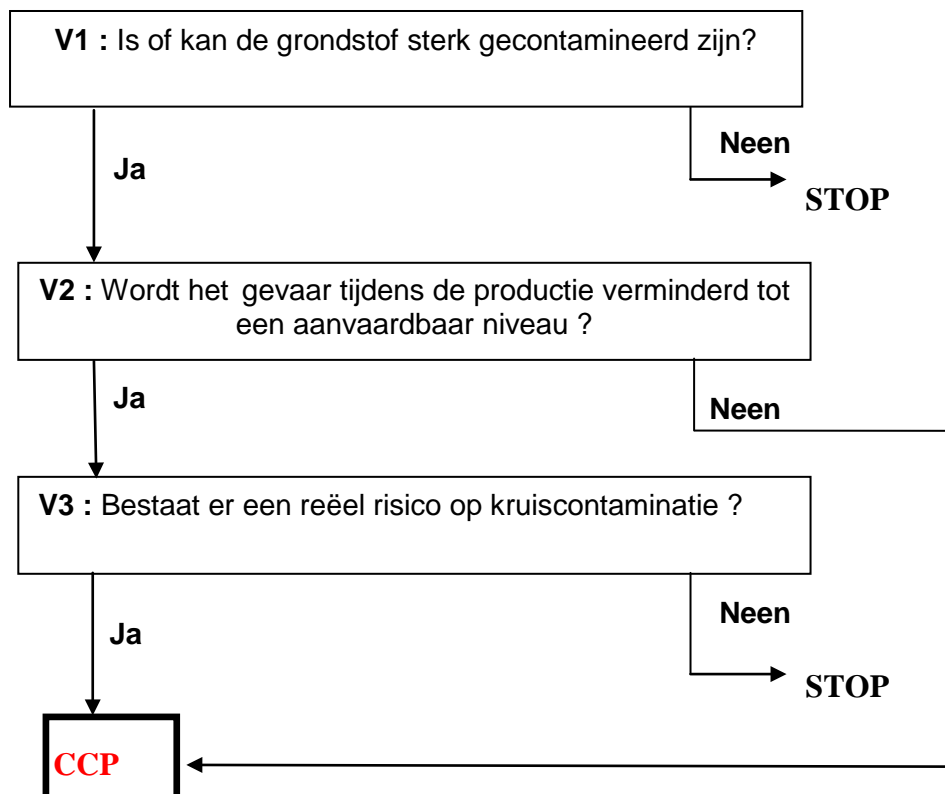 V1 : Is of kan de grondstof sterk gecontamineerd zijn?
Neen
Ja
STOP
V2 : Wordt het gevaar tijdens de productie verminderd tot
een aanvaardbaar niveau ?
Ja
Neen
V3 : Bestaat er een reëel risico op kruiscontaminatie ?
Neen
Ja
STOP
CCP